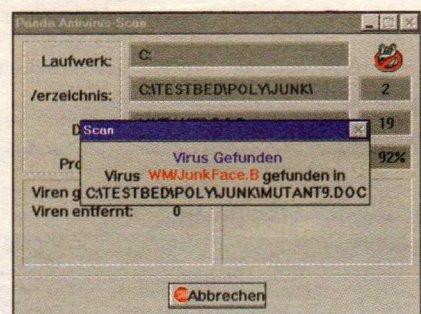 Panda Antivirus-Scan
Laufwerk: C:
/erzeichnis: C:\TESTBED\POLY\JUNK\ 2
19
Scan
92%
Virus Gefunden
Virus WM/JunkFace.B gefunden in
C:\TESTBED\POLY\JUNK\MUTANT9.DOC
Viren g
Viren entfernt: 0
Abbrechen